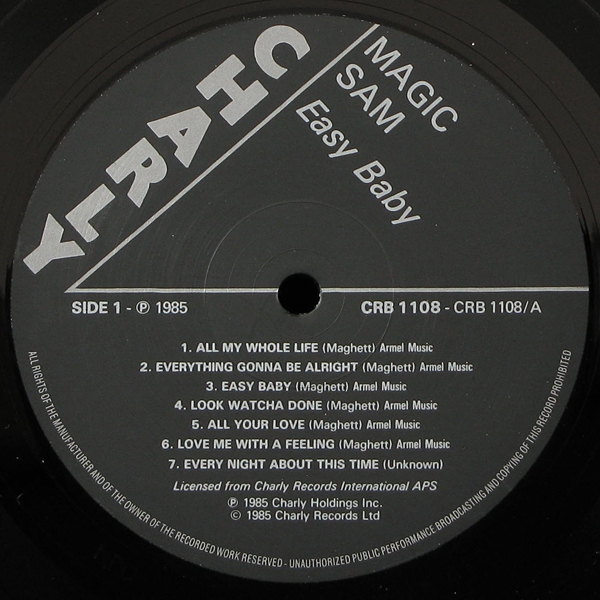 CHARLY
MAGIC
SAM
Easy Baby
SIDE 1 - ℗ 1985
CRB 1108 - CRB 1108/A
1. ALL MY WHOLE LIFE (Maghett) Armel Music
2. EVERYTHING GONNA BE ALRIGHT (Maghett) Armel Music
3. EASY BABY (Maghett) Armel Music
4. LOOK WATCHA DONE (Maghett) Armel Music
5. ALL YOUR LOVE (Maghett) Armel Music
6. LOVE ME WITH A FEELING (Maghett) Armel Music
7. EVERY NIGHT ABOUT THIS TIME (Unknown)
Licensed from Charly Records International APS
℗ 1985 Charly Holdings Inc.
© 1985 Charly Records Ltd
ALL RIGHTS OF THE MANUFACTURER AND OF THE OWNER OF THE RECORDED WORK RESERVED - UNAUTHORIZED PUBLIC PERFORMANCE BROADCASTING AND COPYING OF THIS RECORD PROHIBITED